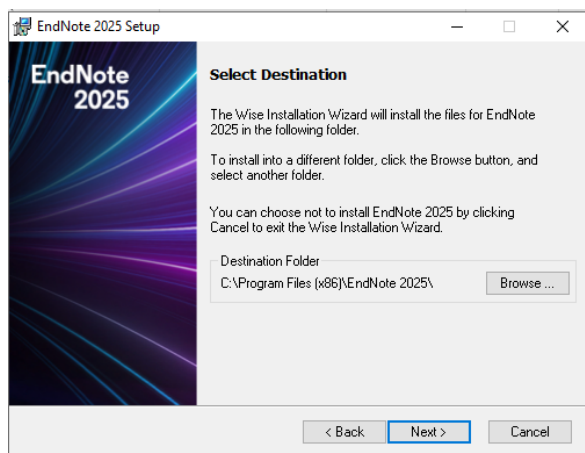 EndNote 2025 Setup
EndNote
2025
Select Destination
The Wise Installation Wizard will install the files for EndNote
2025 in the following folder.
To install into a different folder, click the Browse button, and
select another folder.
You can choose not to install EndNote 2025 by clicking
Cancel to exit the Wise Installation Wizard.
Destination Folder
C:\Program Files (x86)\EndNote 2025\
Browse ...
< Back
Next >
Cancel